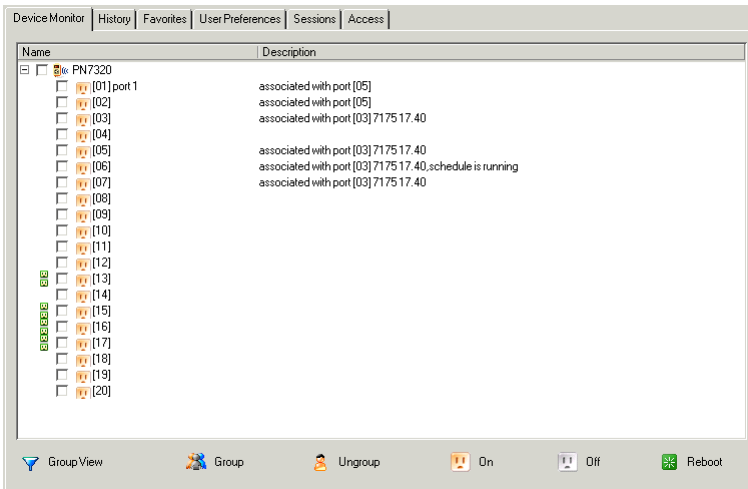 Device Monitor History Favorites User Preferences Sessions Access
Name Description
PN7320
[01] port 1 associated with port [05]
[02] associated with port [05]
[03] associated with port [03] 7175 17.40
[04]
[05] associated with port [03] 7175 17.40
[06] associated with port [03] 7175 17.40,schedule is running
[07] associated with port [03] 7175 17.40
[08]
[09]
[10]
[11]
[12]
[13]
[14]
[15]
[16]
[17]
[18]
[19]
[20]
Group View Group Ungroup On Off Reboot